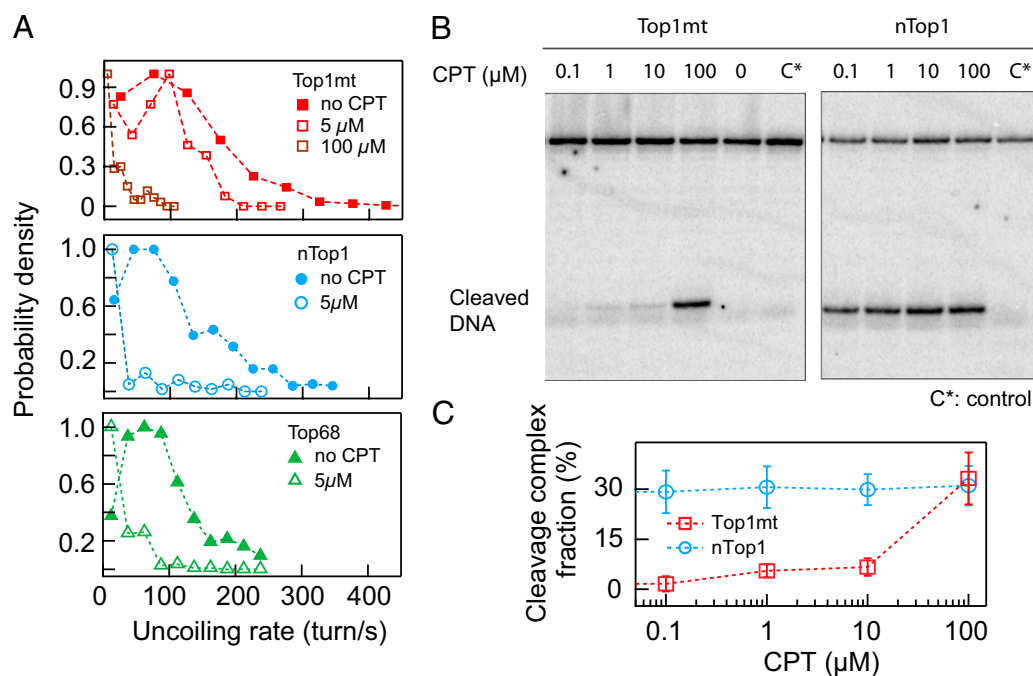 A
Probability density
0.9
0.6
0.3
0
Top1mt
no CPT
5 µM
100 µM
1.0
0.6
0.2
nTop1
no CPT
5µM
1.0
0.6
0.2
Top68
no CPT
5µM
0 100 200 300 400
Uncoiling rate (turn/s)
B
Top1mt nTop1
CPT (µM) 0.1 1 10 100 0 C* 0.1 1 10 100 C*
Cleaved
DNA
C*: control
C
Cleavage complex
fraction (%)
30
15
0
Top1mt
nTop1
0.1 1 10 100
CPT (µM)